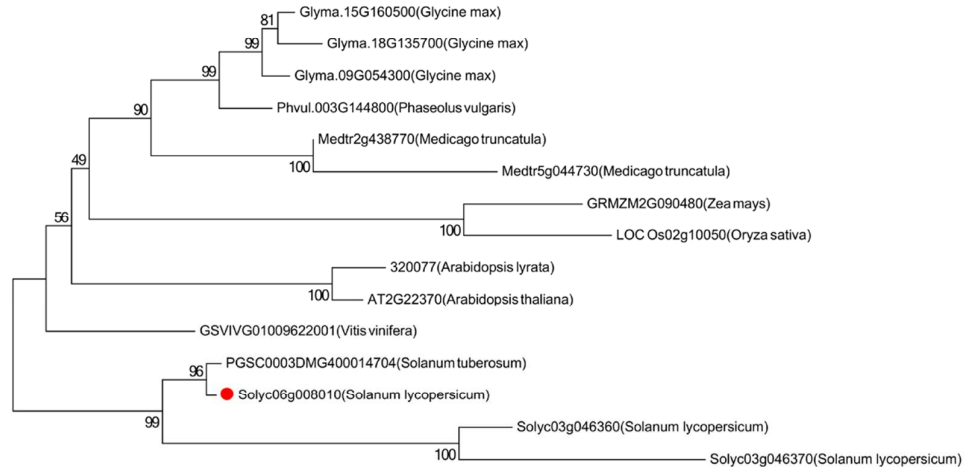 81
Glyma.15G160500(Glycine max)
99
Glyma.18G135700(Glycine max)
99
Glyma.09G054300(Glycine max)
90
Phvul.003G144800(Phaseolus vulgaris)
Medtr2g438770(Medicago truncatula)
49
100
Medtr5g044730(Medicago truncatula)
GRMZM2G090480(Zea mays)
56
100
LOC Os02g10050(Oryza sativa)
320077(Arabidopsis lyrata)
100
AT2G22370(Arabidopsis thaliana)
GSVIVG01009622001(Vitis vinifera)
PGSC0003DMG400014704(Solanum tuberosum)
96
Solyc06g008010(Solanum lycopersicum)
99
Solyc03g046360(Solanum lycopersicum)
100
Solyc03g046370(Solanum lycopersicum)